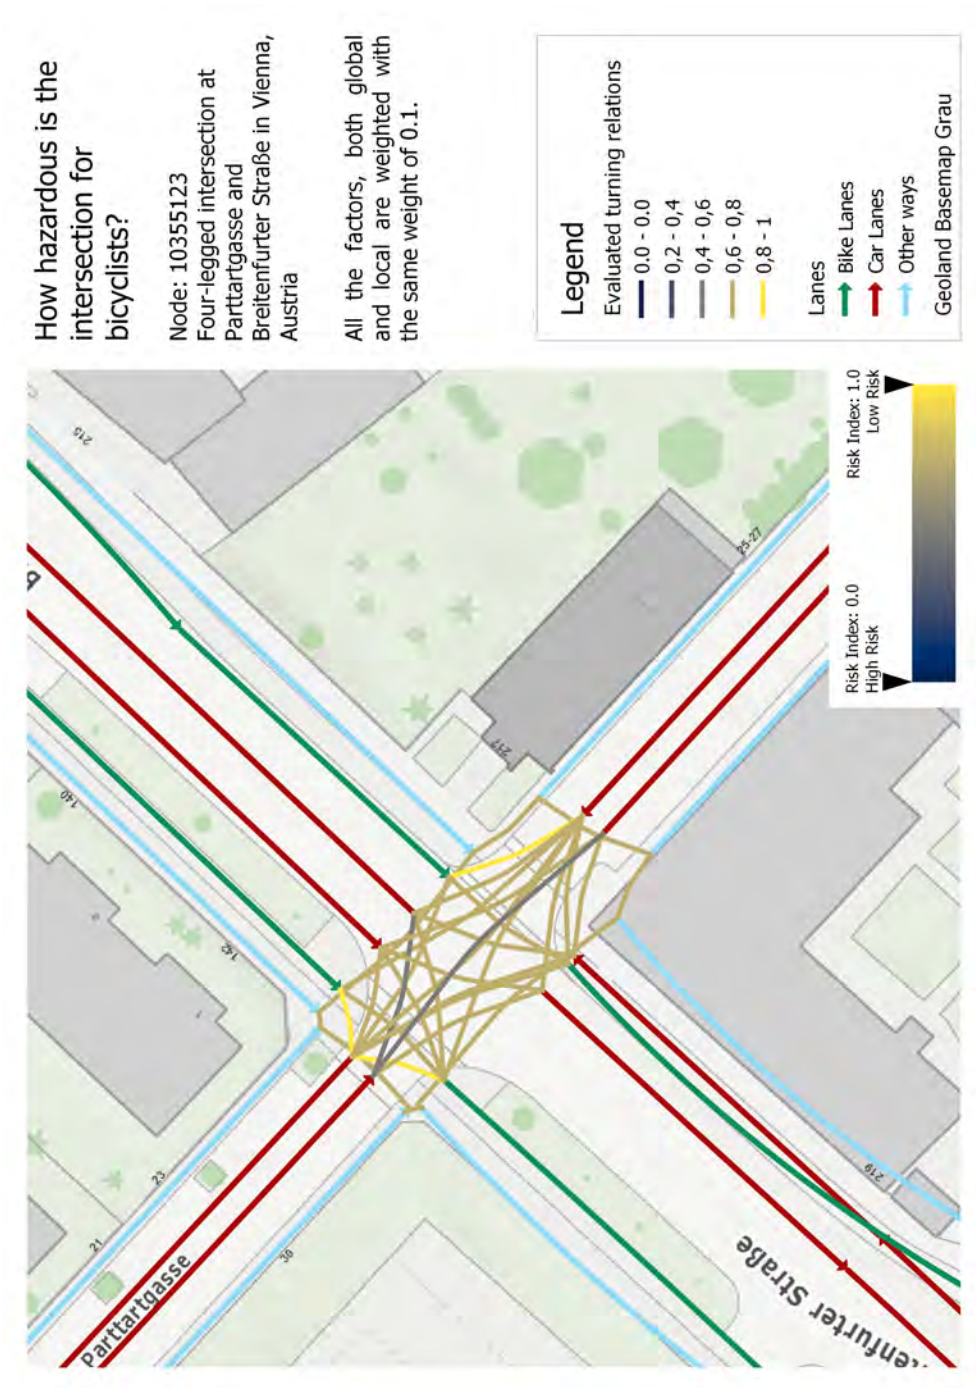 How hazardous is the
intersection for
bicyclists?
Node: 10355123
Four-legged intersection at
Parttartgasse and
Breitenfurter Straße in Vienna,
Austria
All the factors, both global
and local are weighted with
the same weight of 0.1.
Legend
Evaluated turning relations
0.0 - 0.0
0,2 - 0,4
0,4 - 0,6
0,6 - 0,8
0,8 - 1
Lanes
Bike Lanes
Car Lanes
Other ways
Geoland Basemap Grau
Risk Index: 0.0
High Risk
Risk Index: 1.0
Low Risk
Parttartgasse
tenfurter Straße
B
215
140
142
217
25-27
23
21
30
219